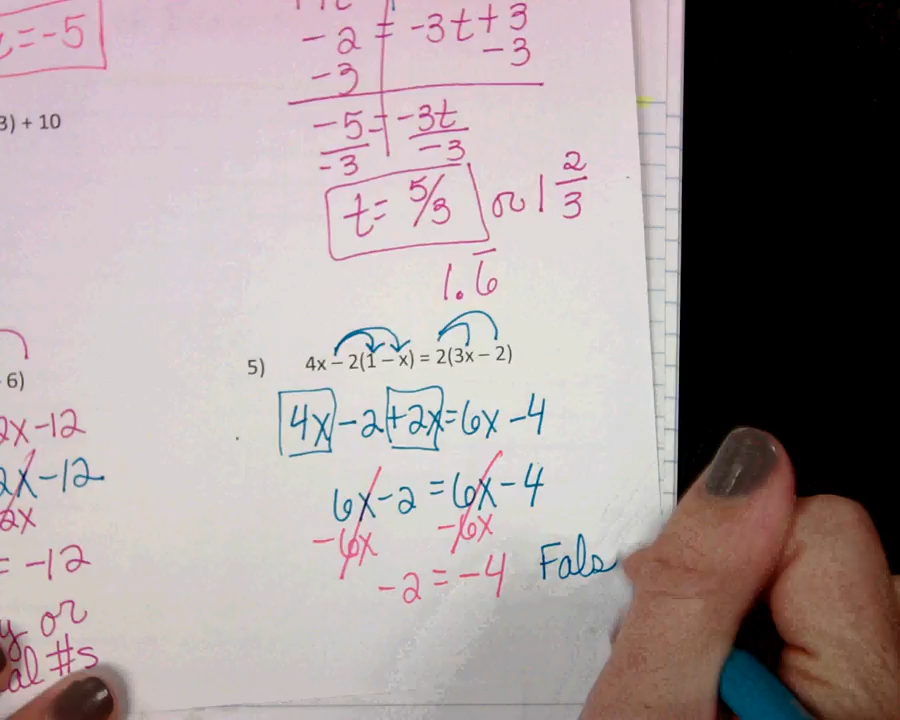 = -5
3) + 10
6)
2x - 12
2x - 12
2x
= -12
y or
al #s
-2 = -3t + 3
-3 -3
-5 = -3t
-3 -3
t = 5/3 or 1 2/3
1.6̅
5) 4x – 2(1 – x) = 2(3x – 2)
4x - 2 + 2x = 6x - 4
6x - 2 = 6x - 4
-6x -6x
-2 = -4 Fals